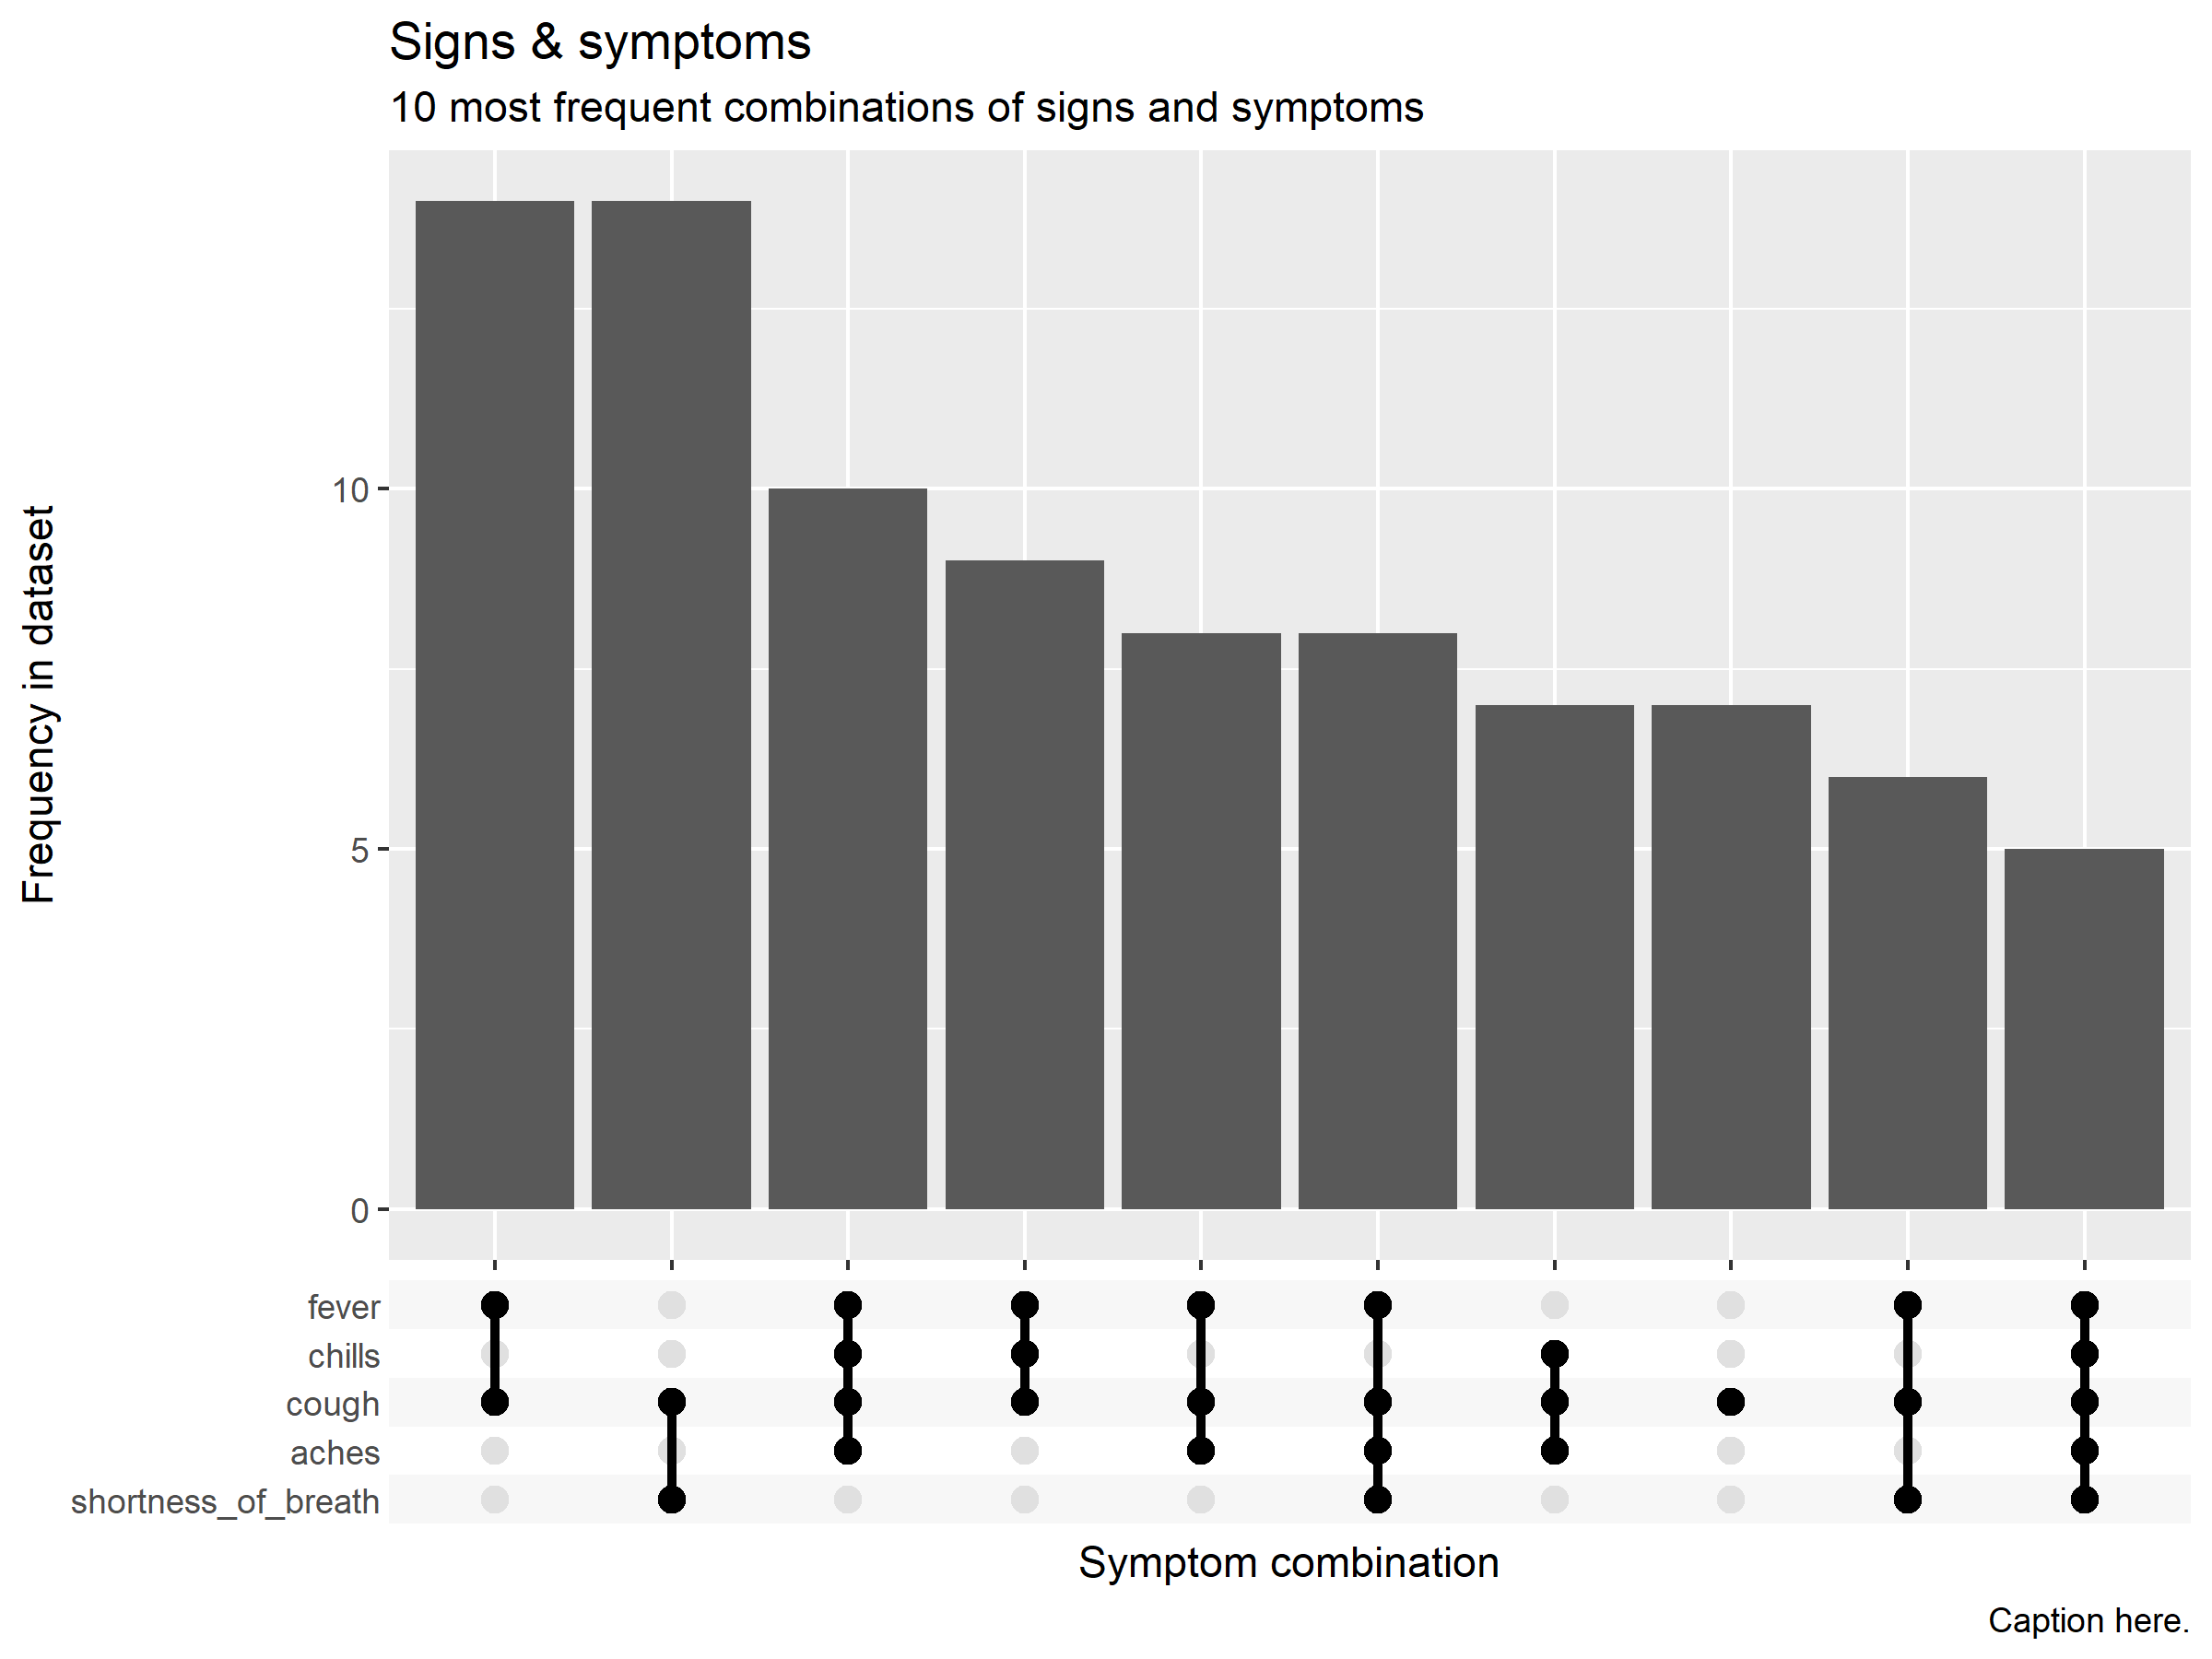 Signs & symptoms
10 most frequent combinations of signs and symptoms
Frequency in dataset
10
5
0
fever
chills
cough
aches
shortness_of_breath
Symptom combination
Caption here.